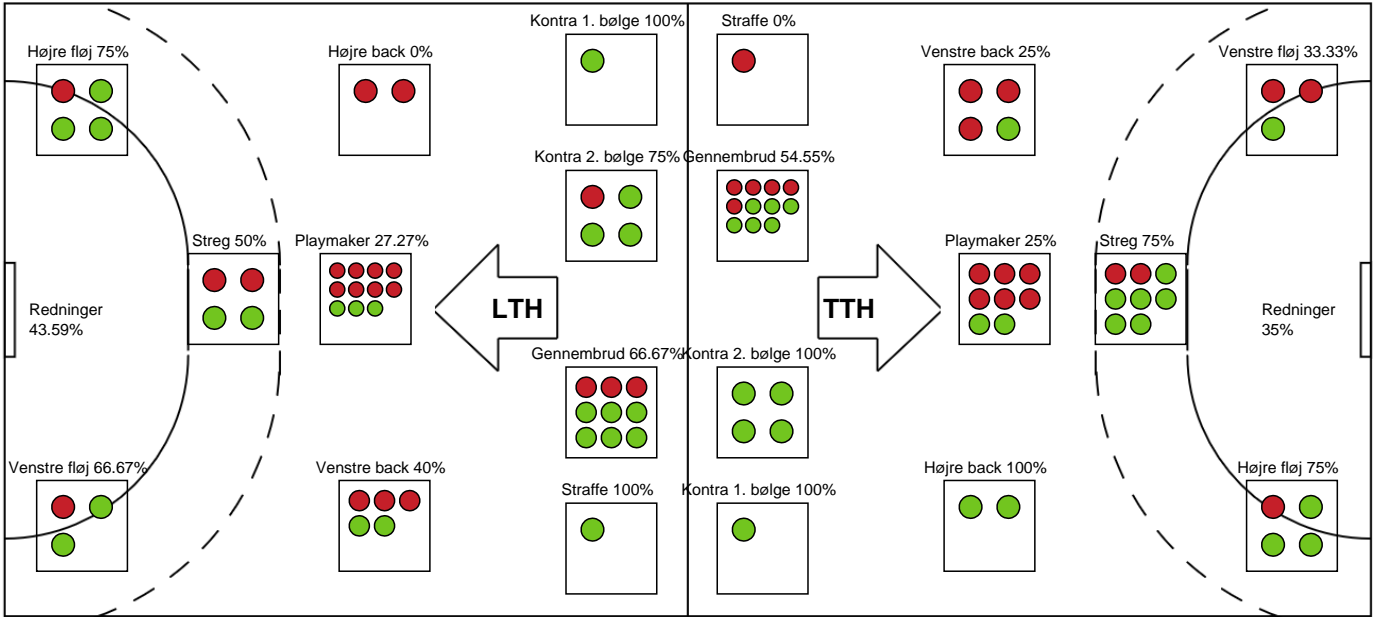 Kontra 1. bølge 100%
Straffe 0%
Højre fløj 75%
Højre back 0%
Venstre back 25%
Venstre fløj 33.33%
Kontra 2. bølge 75%
Gennembrud 54.55%
Streg 50%
Playmaker 27.27%
Playmaker 25%
Streg 75%
Redninger
43.59%
LTH
TTH
Redninger
35%
Gennembrud 66.67%
Kontra 2. bølge 100%
Venstre fløj 66.67%
Venstre back 40%
Straffe 100%
Kontra 1. bølge 100%
Højre back 100%
Højre fløj 75%